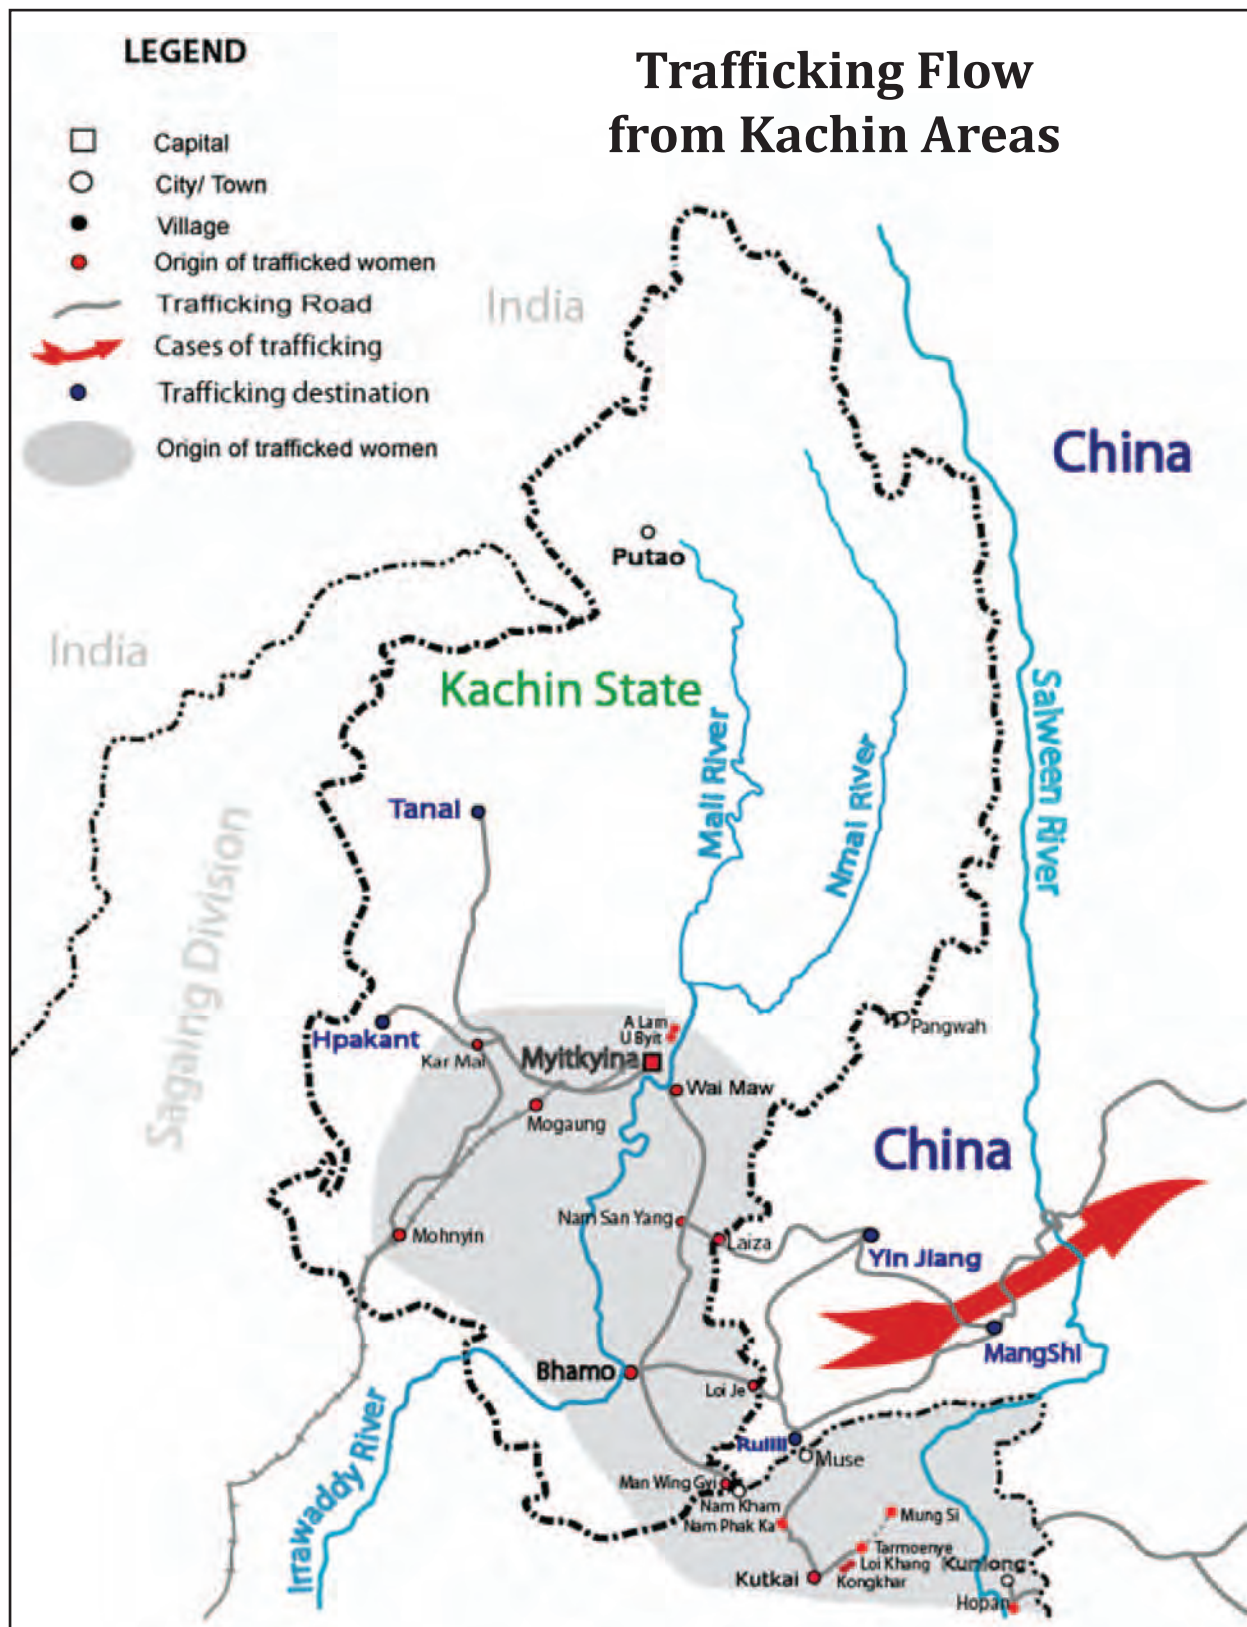 LEGEND
Trafficking Flow
from Kachin Areas
Capital
City/ Town
Village
Origin of trafficked women
Trafficking Road
Cases of trafficking
Trafficking destination
Origin of trafficked women
India
China
Putao
India
Kachin State
Salween River
Mali River
Nmai River
Tanai
Sagaing Division
A Lam
U Byit
Pangwah
Hpakant
Kar Mai
Myitkyina
Wai Maw
Mogaung
China
Nam San Yang
Mohnyin
Laiza
Yin Jiang
MangShi
Bhamo
Loi Je
Irrawaddy River
Ruili
Muse
Man Wing Gyi
Nam Kham
Nam Phak Ka
Mung Si
Tarmoenye
Loi Khang
Kunlong
Kutkai
Kongkhar
Hopan